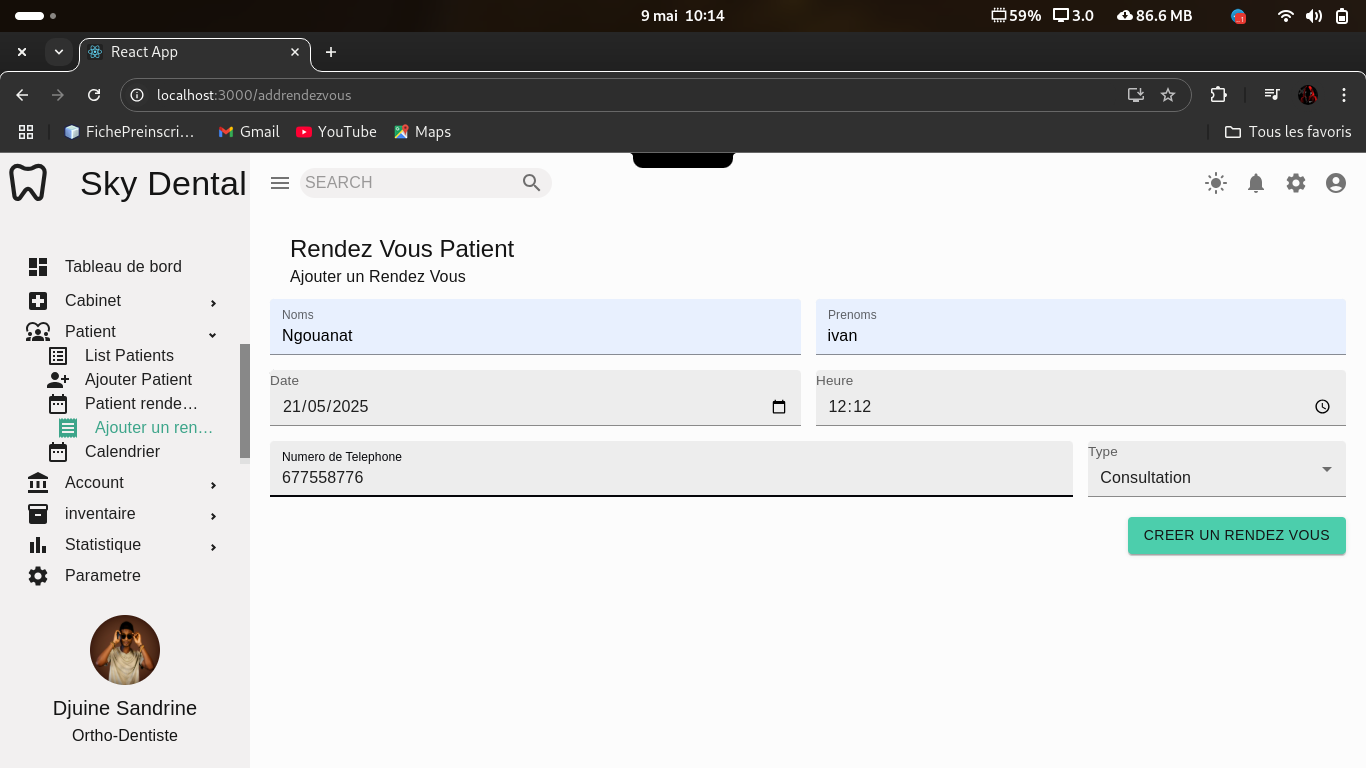 9 mai 10:14
59% 3.0 86.6 MB
React App
localhost:3000/addrendezvous
FichePreinscri... Gmail YouTube Maps Tous les favoris
Sky Dental
SEARCH
Tableau de bord
Cabinet
Patient
List Patients
Ajouter Patient
Patient rende...
Ajouter un ren...
Calendrier
Account
inventaire
Statistique
Parametre
Djuine Sandrine
Ortho-Dentiste
Rendez Vous Patient
Ajouter un Rendez Vous
Noms
Ngouanat
Prenoms
ivan
Date
21/05/2025
Heure
12:12
Numero de Telephone
677558776
Type
Consultation
CREER UN RENDEZ VOUS